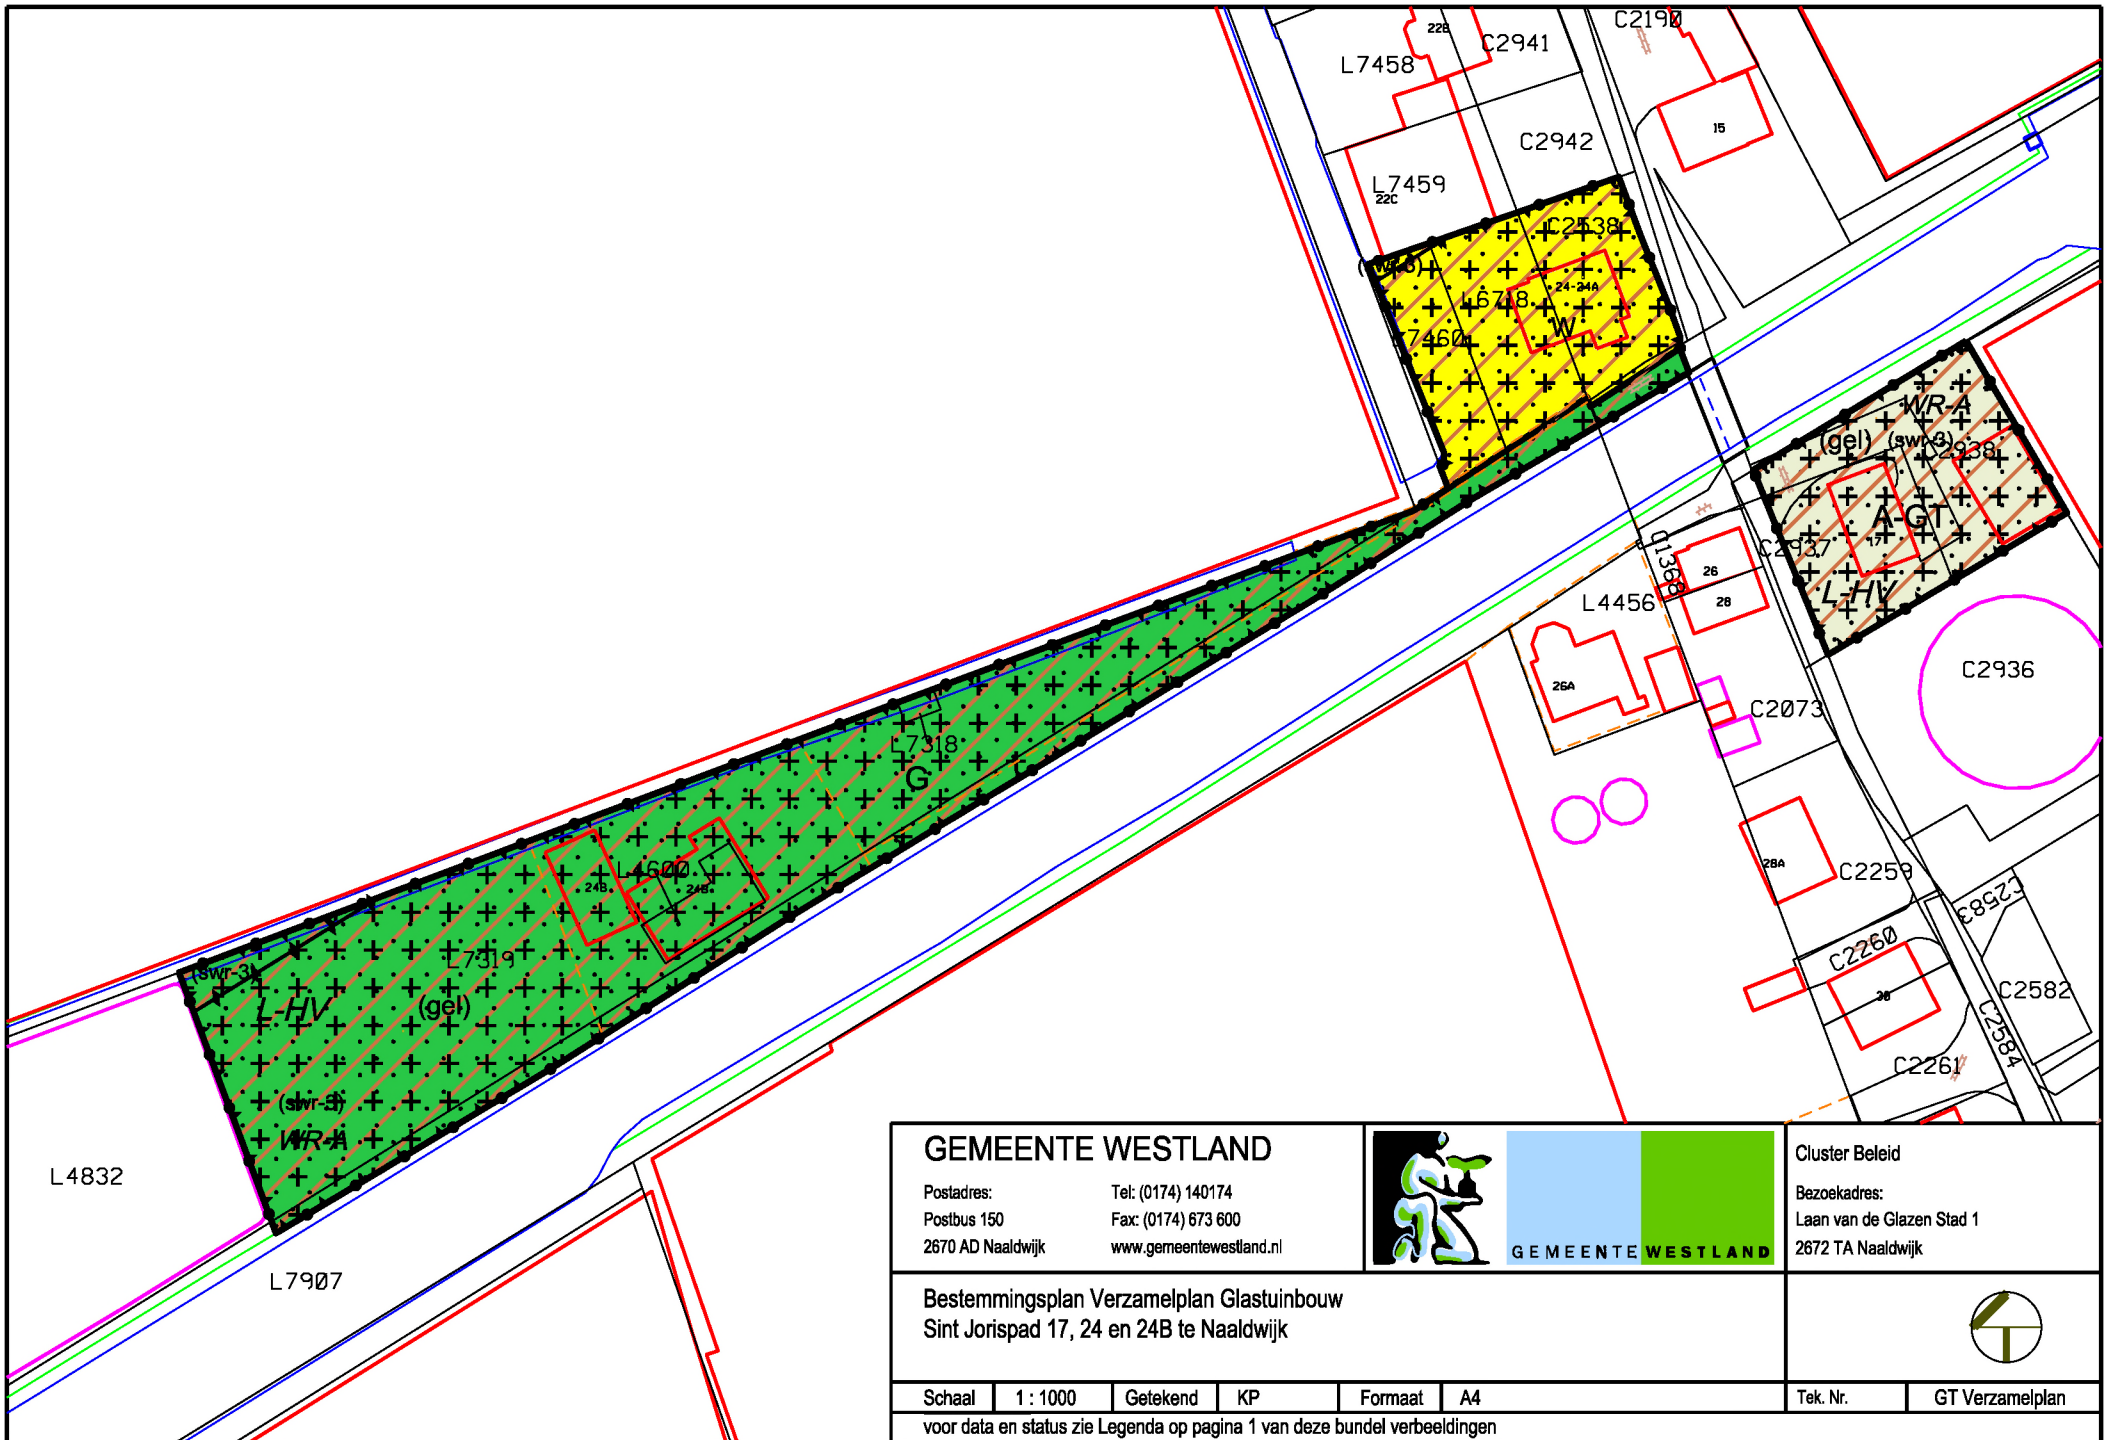 C2190
22B
C2941
L7458
15
C2942
L7459
22C
C2538
(swr-3)
24-24A
L6718
W
L7460
WR-A
(gel)
(swr-3)
C2938
A-GT
17
C2937
L-HV
C1368
26
28
L4456
26A
C2936
C2073
L7318
G
28A
C2259
L4600
24B
24B
C2583
C2260
L7319
(swr-3)
L-HV
(gel)
30
C2582
C2584
C2261
(swr-3)
WR-A
L4832
L7907
GEMEENTE WESTLAND
Postadres:
Postbus 150
2670 AD Naaldwijk
Tel: (0174) 140174
Fax: (0174) 673 600
www.gemeentewestland.nl
GEMEENTE WESTLAND
Cluster Beleid
Bezoekadres:
Laan van de Glazen Stad 1
2672 TA Naaldwijk
Bestemmingsplan Verzamelplan Glastuinbouw
Sint Jorispad 17, 24 en 24B te Naaldwijk
Schaal 1 : 1000 Getekend KP Formaat A4 Tek. Nr. GT Verzamelplan
voor data en status zie Legenda op pagina 1 van deze bundel verbeeldingen